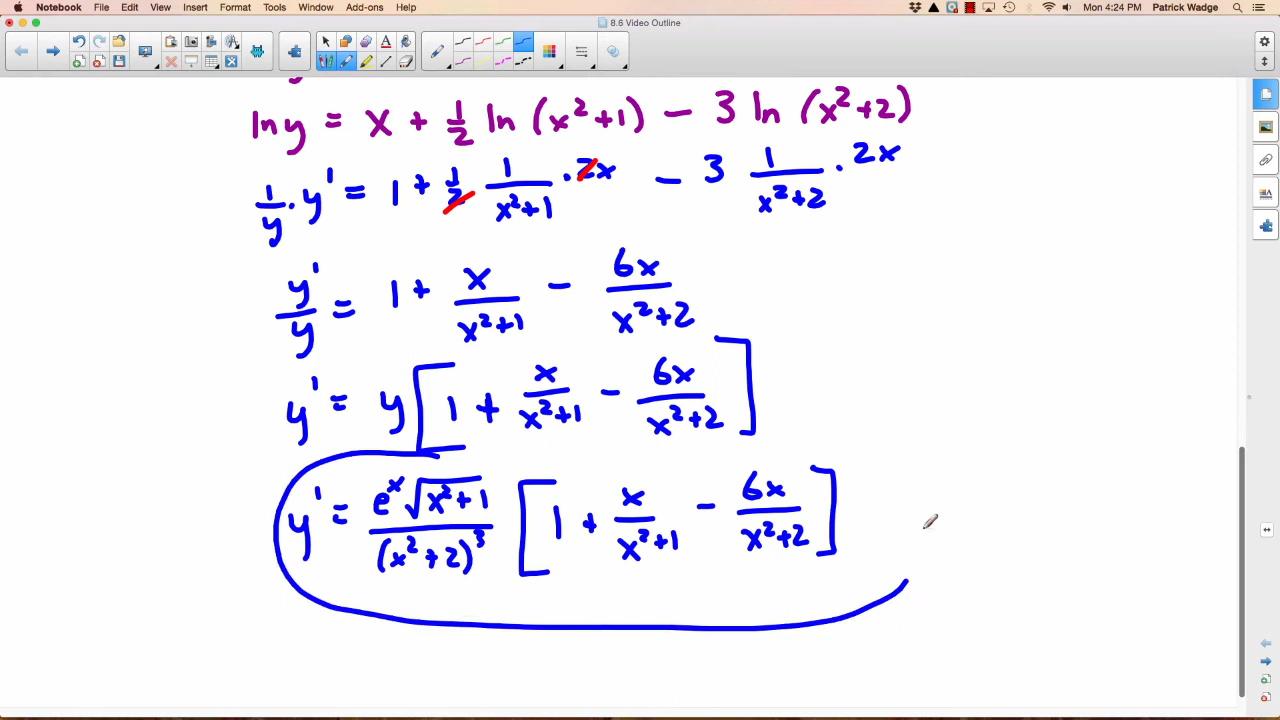 Notebook File Edit View Insert Format Tools Window Add-ons Help Mon 4:24 PM Patrick Wadge
8.6 Video Outline
ln y = x + 1/2 ln (x² + 1) − 3 ln (x² + 2)
1/y · y' = 1 + 1/2 1/(x² + 1) · 2x − 3 1/(x² + 2) · 2x
y'/y = 1 + x/(x² + 1) − 6x/(x² + 2)
y' = y [1 + x/(x² + 1) − 6x/(x² + 2)]
y' = e^x √(x² + 1) / (x² + 2)³ [1 + x/(x² + 1) − 6x/(x² + 2)]